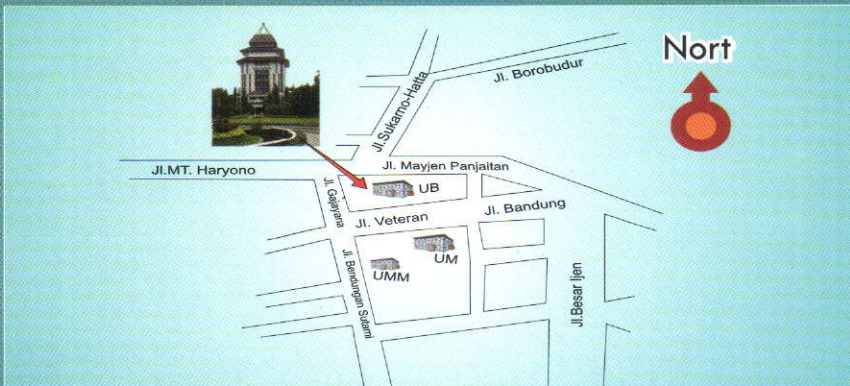 Nort
Jl. Borobudur
Jl.Sukarno-Hatta
Jl. Mayjen Panjaitan
Jl.MT. Haryono
Jl. Gajayana
UB
Jl. Veteran
Jl. Bandung
UM
UMM
Jl. Bendungan Sutami
Jl.Besar Ijen